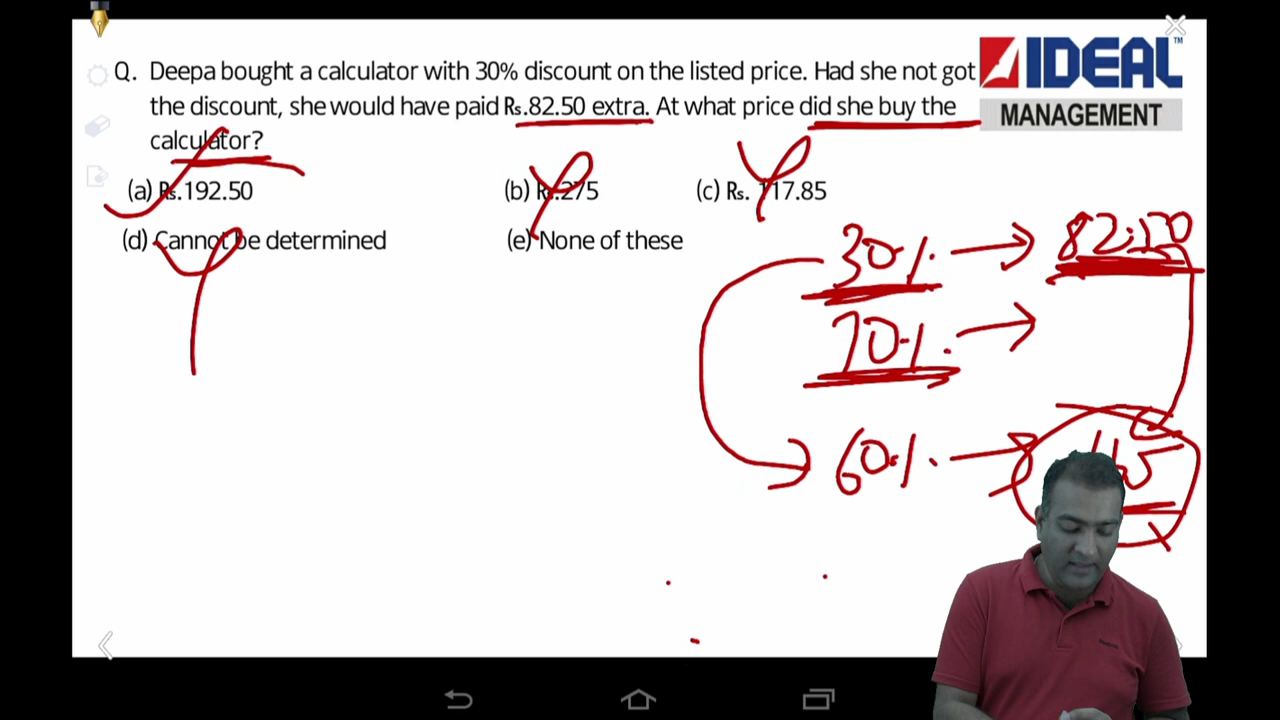 Q. Deepa bought a calculator with 30% discount on the listed price. Had she not got
the discount, she would have paid Rs.82.50 extra. At what price did she buy the
calculator?
(a) Rs.192.50 (b) Rs.275 (c) Rs. 117.85
(d) Cannot be determined (e) None of these
IDEAL™
MANAGEMENT
30% → 82.50
70% →
60% →